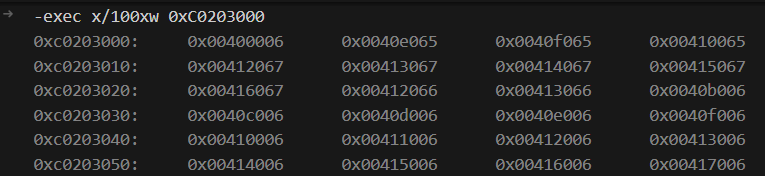 → -exec x/100xw 0xC0203000
0xc0203000: 0x00400006 0x0040e065 0x0040f065 0x00410065
0xc0203010: 0x00412067 0x00413067 0x00414067 0x00415067
0xc0203020: 0x00416067 0x00412066 0x00413066 0x0040b006
0xc0203030: 0x0040c006 0x0040d006 0x0040e006 0x0040f006
0xc0203040: 0x00410006 0x00411006 0x00412006 0x00413006
0xc0203050: 0x00414006 0x00415006 0x00416006 0x00417006